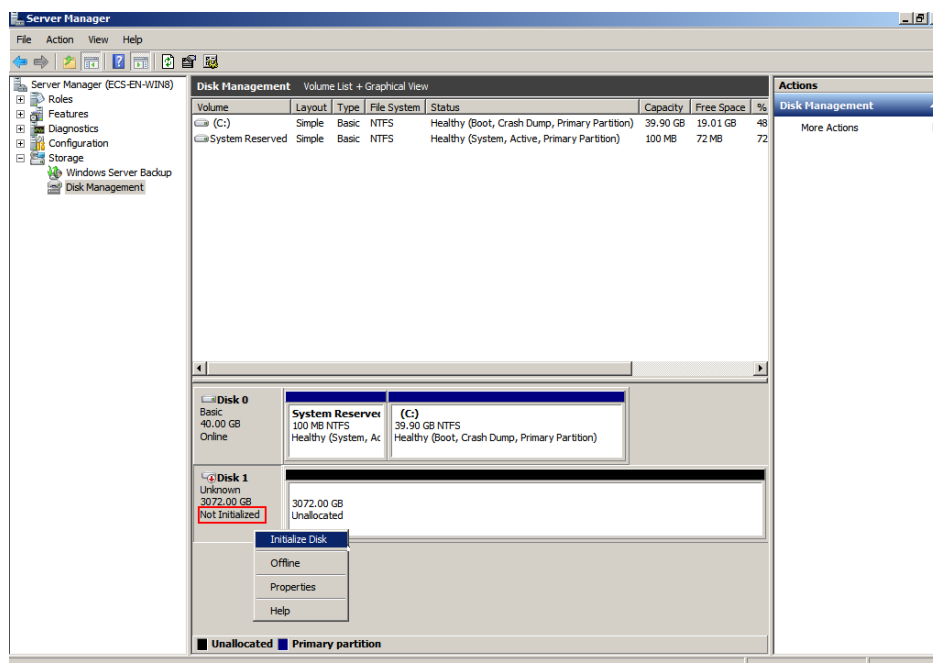 Server Manager
File Action View Help
Server Manager (ECS-EN-WIN8)
Roles
Features
Diagnostics
Configuration
Storage
Windows Server Backup
Disk Management
Disk Management Volume List + Graphical View
Volume Layout Type File System Status Capacity Free Space %
(C:) Simple Basic NTFS Healthy (Boot, Crash Dump, Primary Partition) 39.90 GB 19.01 GB 48
System Reserved Simple Basic NTFS Healthy (System, Active, Primary Partition) 100 MB 72 MB 72
Disk 0
Basic
40.00 GB
Online
System Reserved
100 MB NTFS
Healthy (System, Ac
(C:)
39.90 GB NTFS
Healthy (Boot, Crash Dump, Primary Partition)
Disk 1
Unknown
3072.00 GB
Not Initialized
3072.00 GB
Unallocated
Initialize Disk
Offline
Properties
Help
Unallocated Primary partition
Actions
Disk Management
More Actions